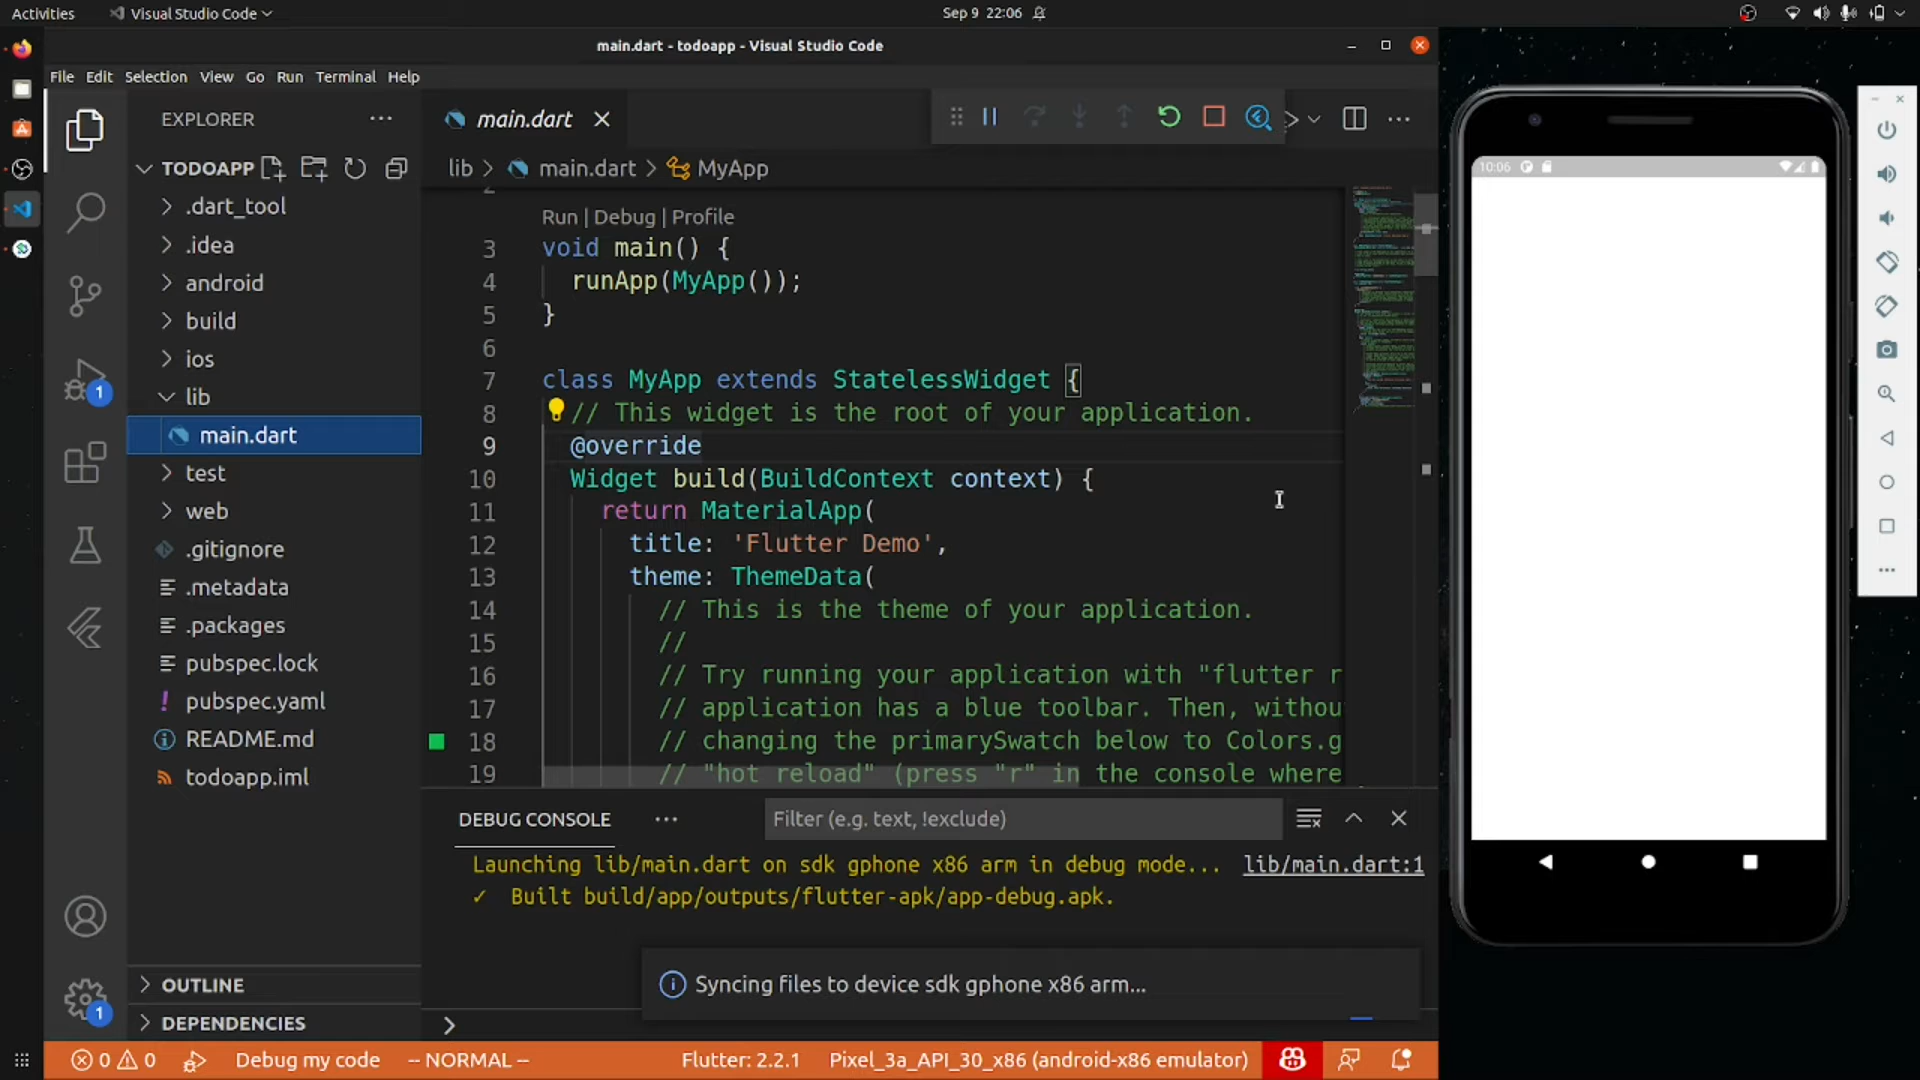 Activities
Visual Studio Code
Sep 9 22:06
main.dart - todoapp - Visual Studio Code
File Edit Selection View Go Run Terminal Help
EXPLORER
TODOAPP
.dart_tool
.idea
android
build
ios
lib
main.dart
test
web
.gitignore
.metadata
.packages
pubspec.lock
pubspec.yaml
README.md
todoapp.iml
OUTLINE
DEPENDENCIES
1
1
main.dart
lib > main.dart > MyApp
2
Run | Debug | Profile
3 void main() {
4 runApp(MyApp());
5 }
6
7 class MyApp extends StatelessWidget {
8 // This widget is the root of your application.
9 @override
10 Widget build(BuildContext context) {
11 return MaterialApp(
12 title: 'Flutter Demo',
13 theme: ThemeData(
14 // This is the theme of your application.
15 //
16 // Try running your application with "flutter r
17 // application has a blue toolbar. Then, withou
18 // changing the primarySwatch below to Colors.g
19 // "hot reload" (press "r" in the console where
DEBUG CONSOLE
Filter (e.g. text, !exclude)
Launching lib/main.dart on sdk gphone x86 arm in debug mode... lib/main.dart:1
✓ Built build/app/outputs/flutter-apk/app-debug.apk.
Syncing files to device sdk gphone x86 arm...
0 0
Debug my code
-- NORMAL --
Flutter: 2.2.1
Pixel_3a_API_30_x86 (android-x86 emulator)
10:06